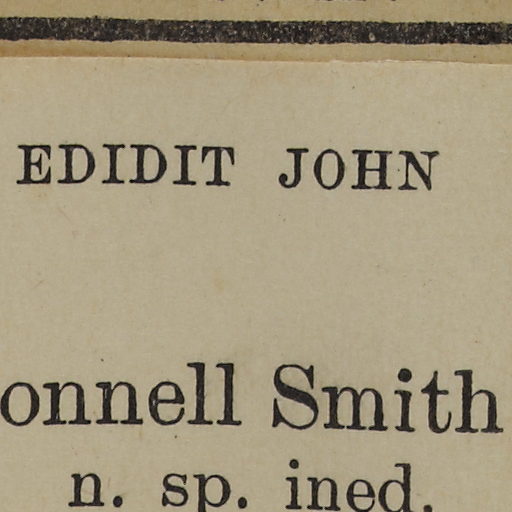 EDIDIT JOHN
onnell Smith
n. sp. ined.